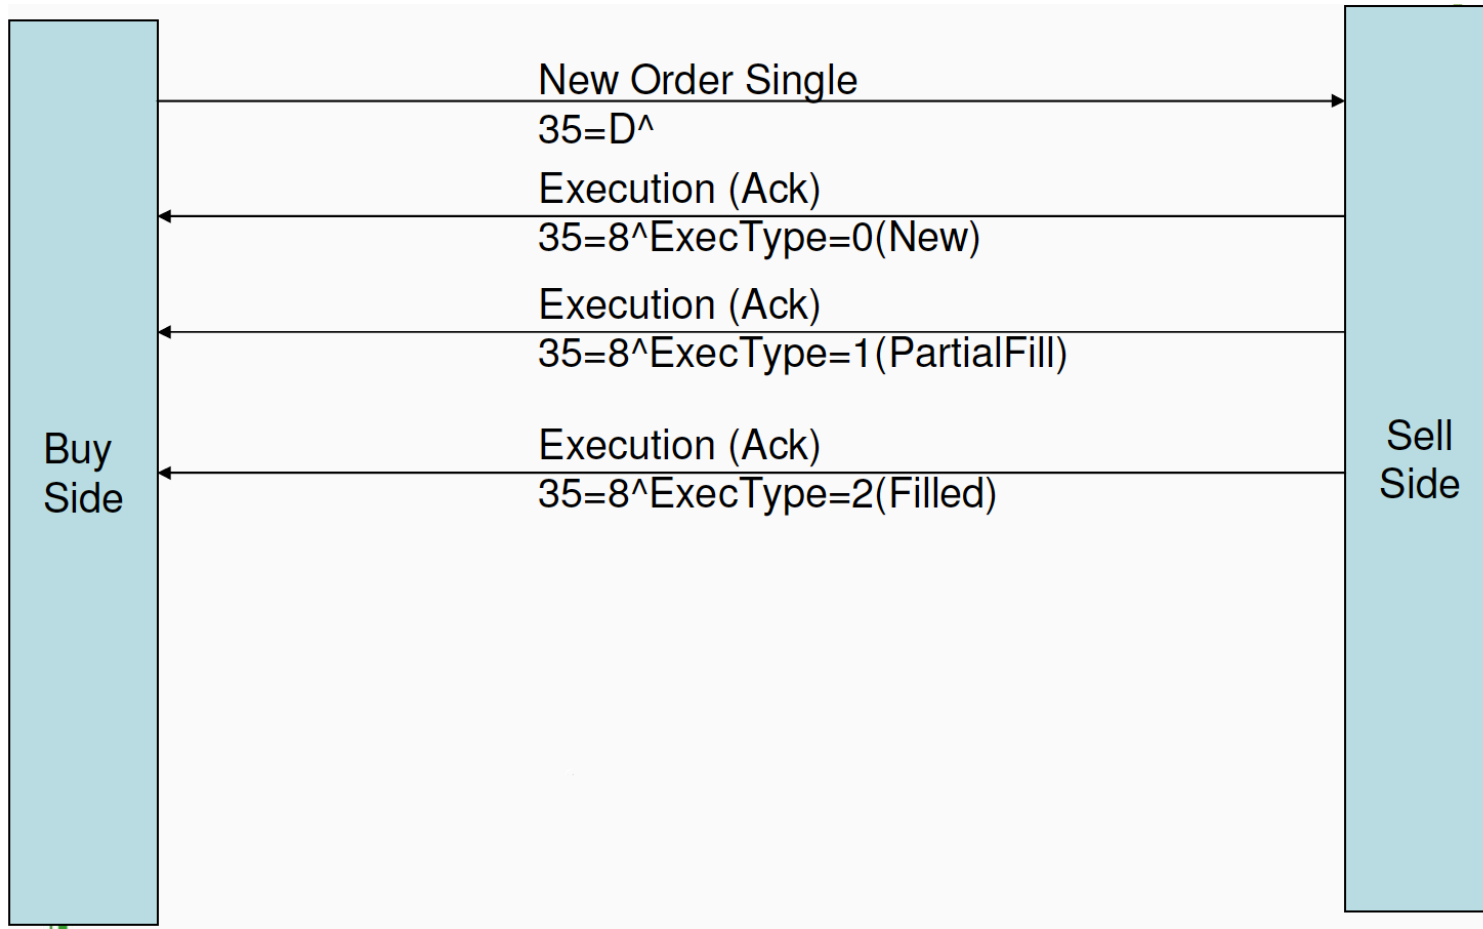 New Order Single
35=D^
Execution (Ack)
35=8^ExecType=0(New)
Execution (Ack)
35=8^ExecType=1(PartialFill)
Execution (Ack)
35=8^ExecType=2(Filled)
Buy
Side
Sell
Side